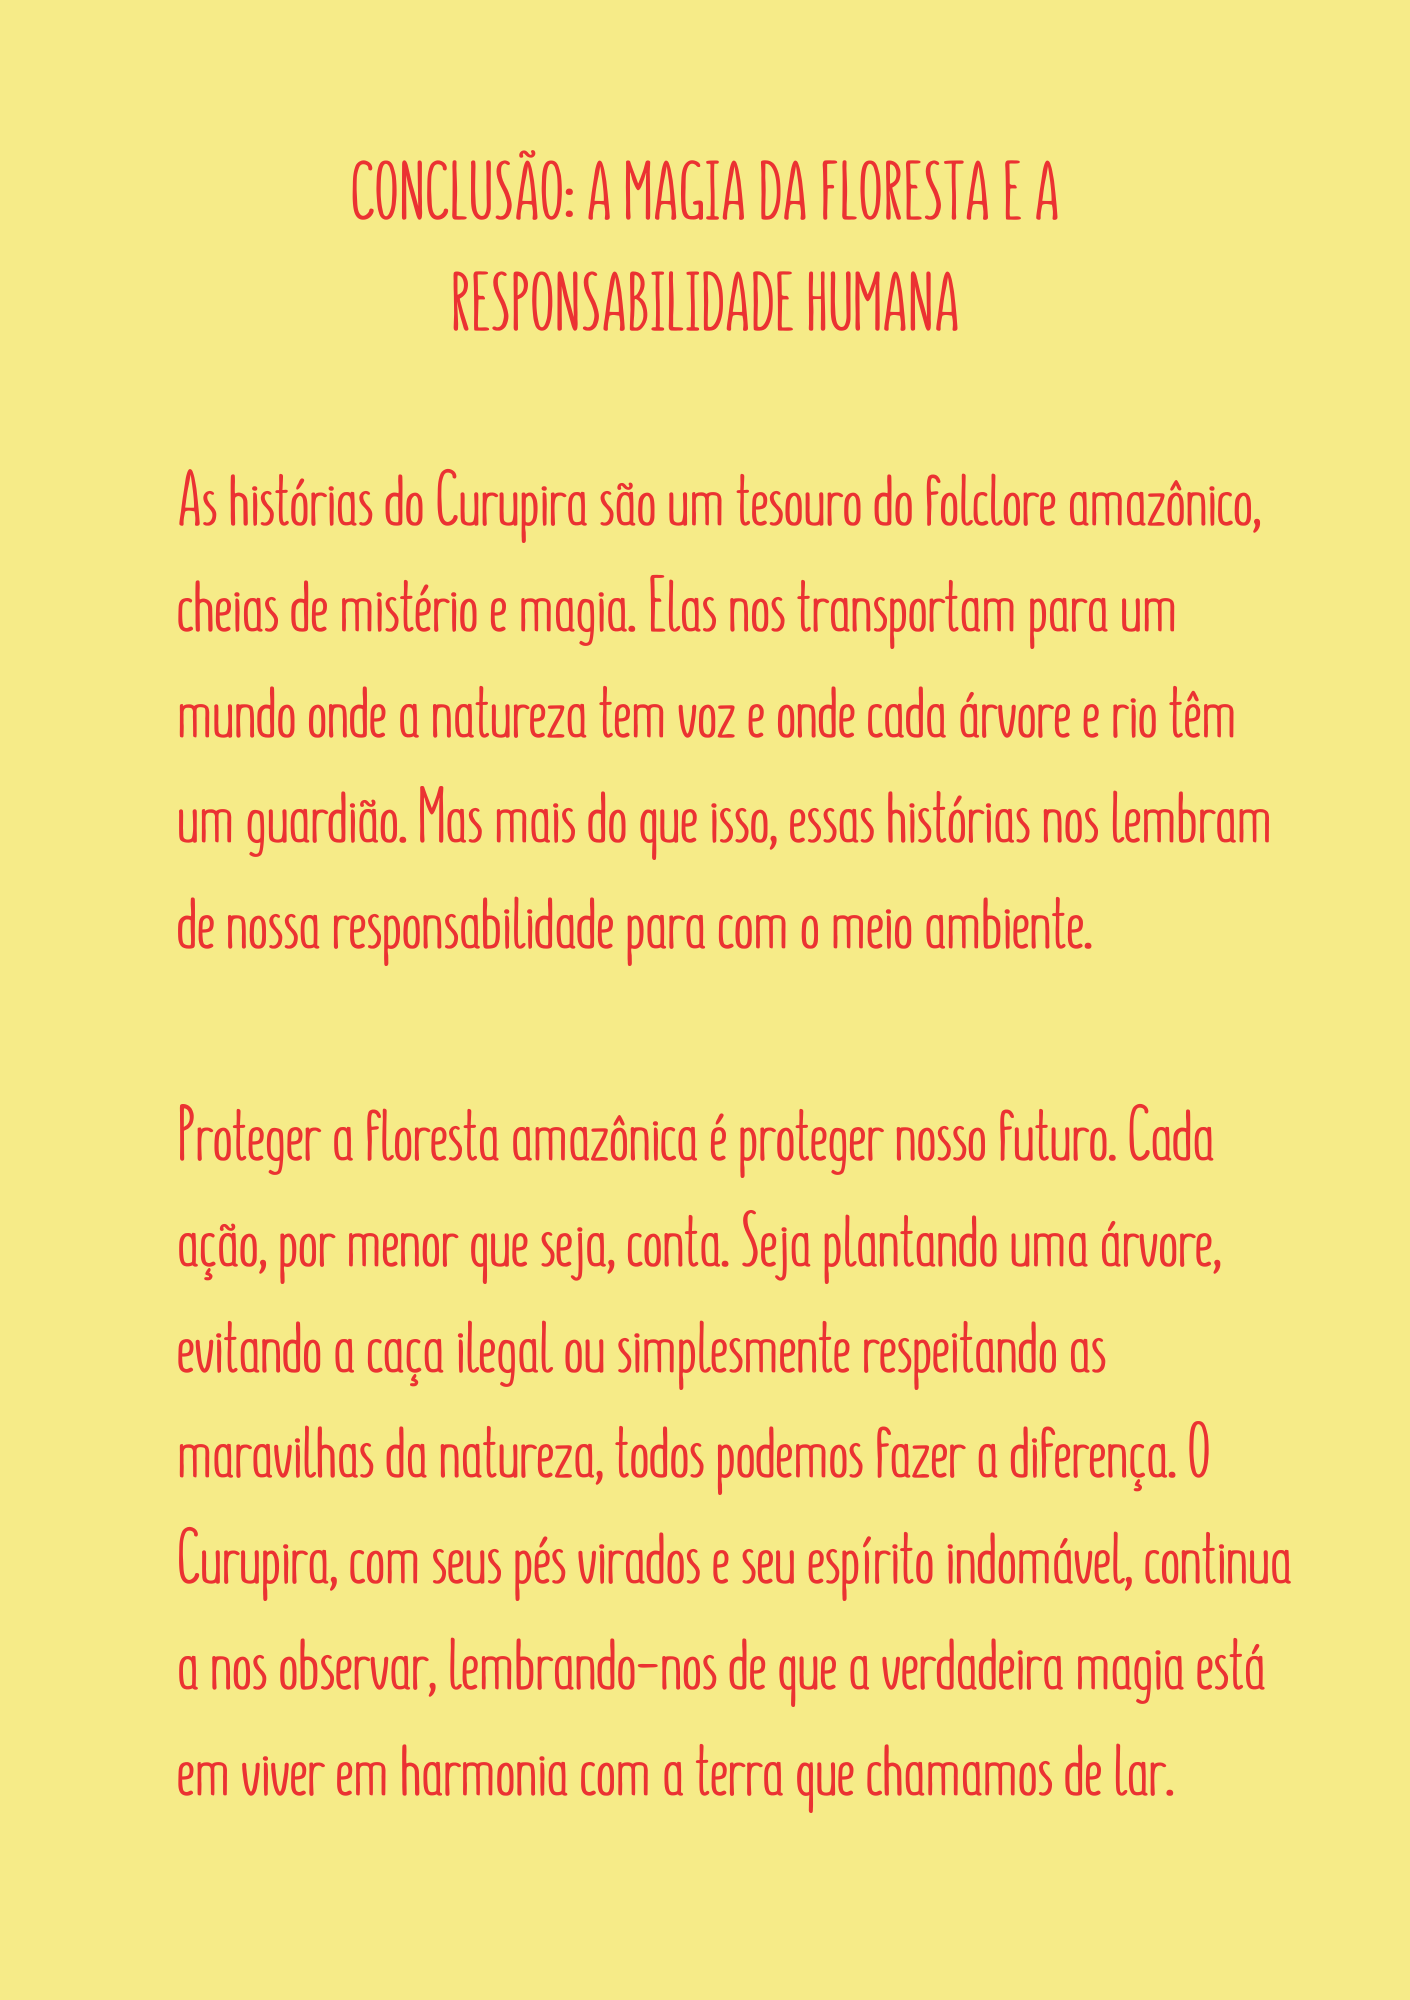 CONCLUSÃO: A MAGIA DA FLORESTA E A
RESPONSABILIDADE HUMANA
As histórias do Curupira são um tesouro do folclore amazônico,
cheias de mistério e magia. Elas nos transportam para um
mundo onde a natureza tem voz e onde cada árvore e rio têm
um guardião. Mas mais do que isso, essas histórias nos lembram
de nossa responsabilidade para com o meio ambiente.
Proteger a floresta amazônica é proteger nosso futuro. Cada
ação, por menor que seja, conta. Seja plantando uma árvore,
evitando a caça ilegal ou simplesmente respeitando as
maravilhas da natureza, todos podemos fazer a diferença. O
Curupira, com seus pés virados e seu espírito indomável, continua
a nos observar, lembrando-nos de que a verdadeira magia está
em viver em harmonia com a terra que chamamos de lar.